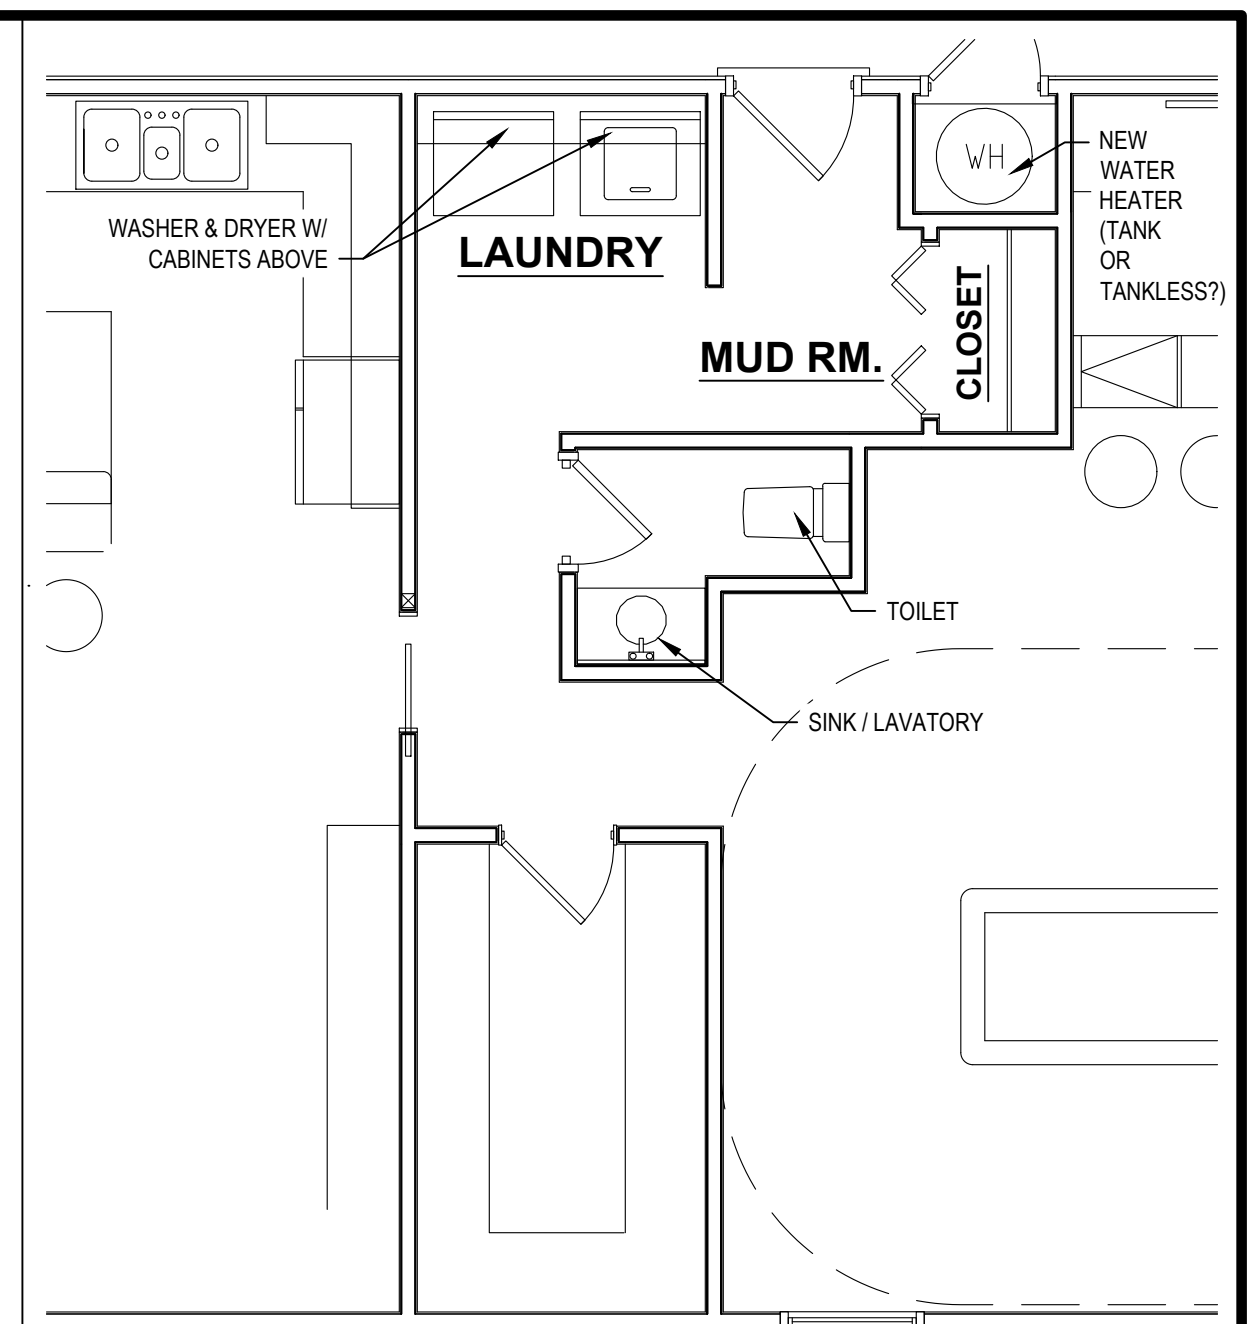 WH
NEW
WATER
HEATER
(TANK
OR
TANKLESS?)
WASHER & DRYER W/
CABINETS ABOVE
LAUNDRY
CLOSET
MUD RM.
TOILET
SINK / LAVATORY